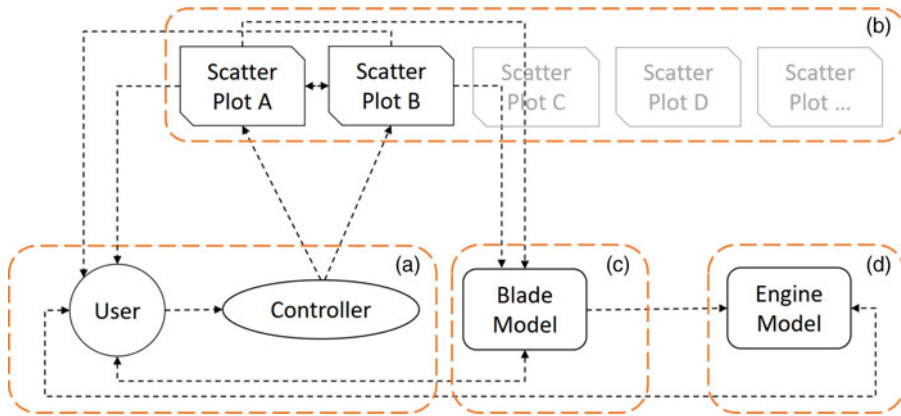 (b)
Scatter
Plot A
Scatter
Plot B
Scatter
Plot C
Scatter
Plot D
Scatter
Plot ...
(a)
User
Controller
(c)
Blade
Model
(d)
Engine
Model